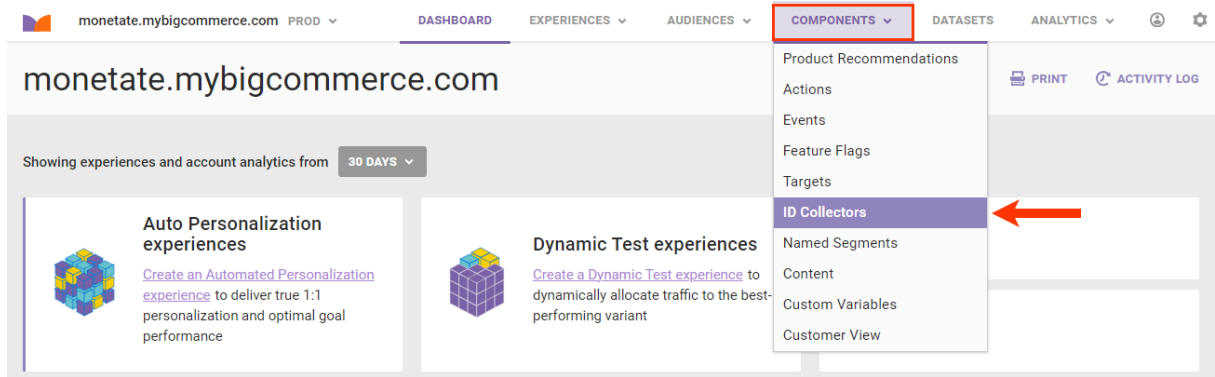 monetate.mybigcommerce.com PROD
DASHBOARD
EXPERIENCES
AUDIENCES
COMPONENTS
DATASETS
ANALYTICS
monetate.mybigcommerce.com
PRINT
ACTIVITY LOG
Product Recommendations
Actions
Events
Feature Flags
Targets
ID Collectors
Named Segments
Content
Custom Variables
Customer View
Showing experiences and account analytics from 30 DAYS
Auto Personalization
experiences
Create an Automated Personalization
experience to deliver true 1:1
personalization and optimal goal
performance
Dynamic Test experiences
Create a Dynamic Test experience to
dynamically allocate traffic to the best-
performing variant